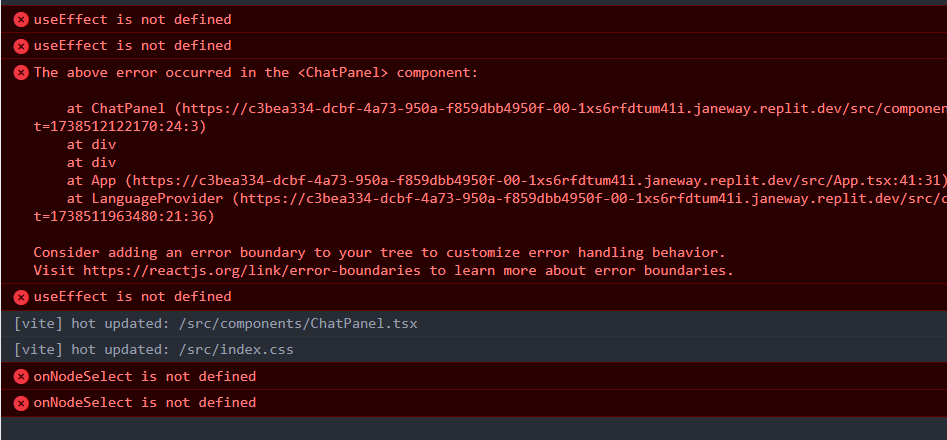 useEffect is not defined
useEffect is not defined
The above error occurred in the <ChatPanel> component:
at ChatPanel (https://c3bea334-dcbf-4a73-950a-f859dbb4950f-00-1xs6rfdtum41i.janeway.replit.dev/src/componen
t=1738512122170:24:3)
at div
at div
at App (https://c3bea334-dcbf-4a73-950a-f859dbb4950f-00-1xs6rfdtum41i.janeway.replit.dev/src/App.tsx:41:31)
at LanguageProvider (https://c3bea334-dcbf-4a73-950a-f859dbb4950f-00-1xs6rfdtum41i.janeway.replit.dev/src/c
t=1738511963480:21:36)
Consider adding an error boundary to your tree to customize error handling behavior.
Visit https://reactjs.org/link/error-boundaries to learn more about error boundaries.
useEffect is not defined
[vite] hot updated: /src/components/ChatPanel.tsx
[vite] hot updated: /src/index.css
onNodeSelect is not defined
onNodeSelect is not defined